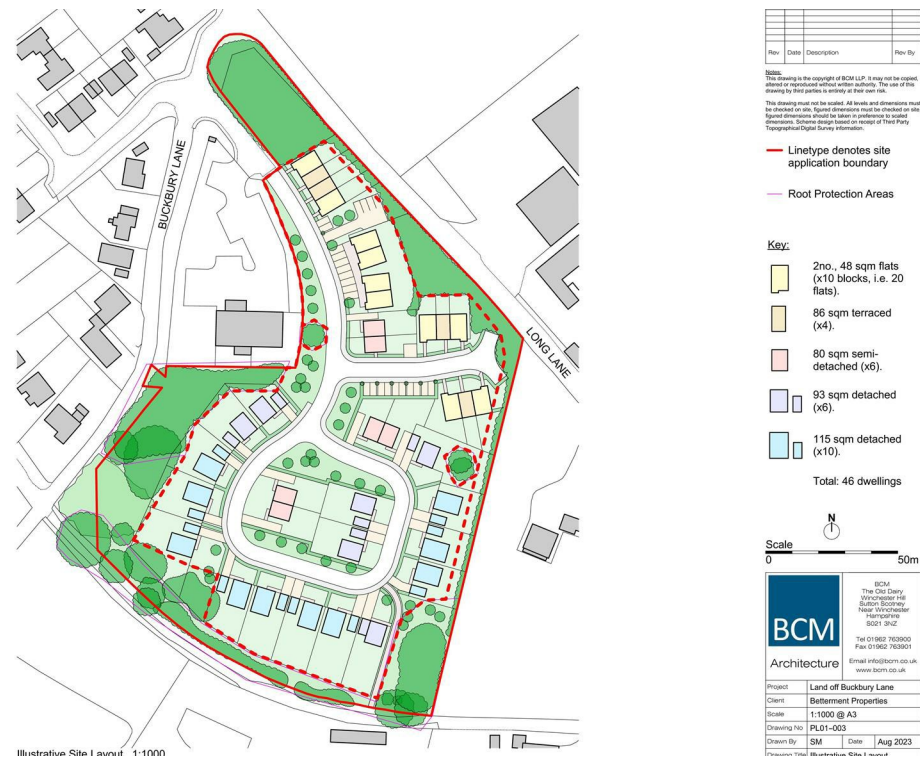 BUCKBURY LANE
LONG LANE
Illustrative Site Layout 1:1000
Rev Date Description Rev By
Notes:
This drawing is the copyright of BCM LLP. It may not be copied,
altered or reproduced without written authority. The use of this
drawing by third parties is entirely at their own risk.
This drawing must not be scaled. All levels and dimensions must
be checked on site, figured dimensions must be checked on site,
figured dimensions should be taken in preference to scaled
dimensions. Scheme design based on receipt of Third Party
Topographical Digital Survey information.
Linetype denotes site
application boundary
Root Protection Areas
Key:
2no., 48 sqm flats
(x10 blocks, i.e. 20
flats).
86 sqm terraced
(x4).
80 sqm semi-
detached (x6).
93 sqm detached
(x6).
115 sqm detached
(x10).
Total: 46 dwellings
N
Scale
0 50m
BCM
Architecture
BCM
The Old Dairy
Winchester Hill
Sutton Scotney
Near Winchester
Hampshire
SO21 3NZ
Tel 01962 763900
Fax 01962 763901
Email info@bcm.co.uk
www.bcm.co.uk
Project Land off Buckbury Lane
Client Betterment Properties
Scale 1:1000 @ A3
Drawing No PL01-003
Drawn By SM Date Aug 2023
Drawing Title Illustrative Site Layout